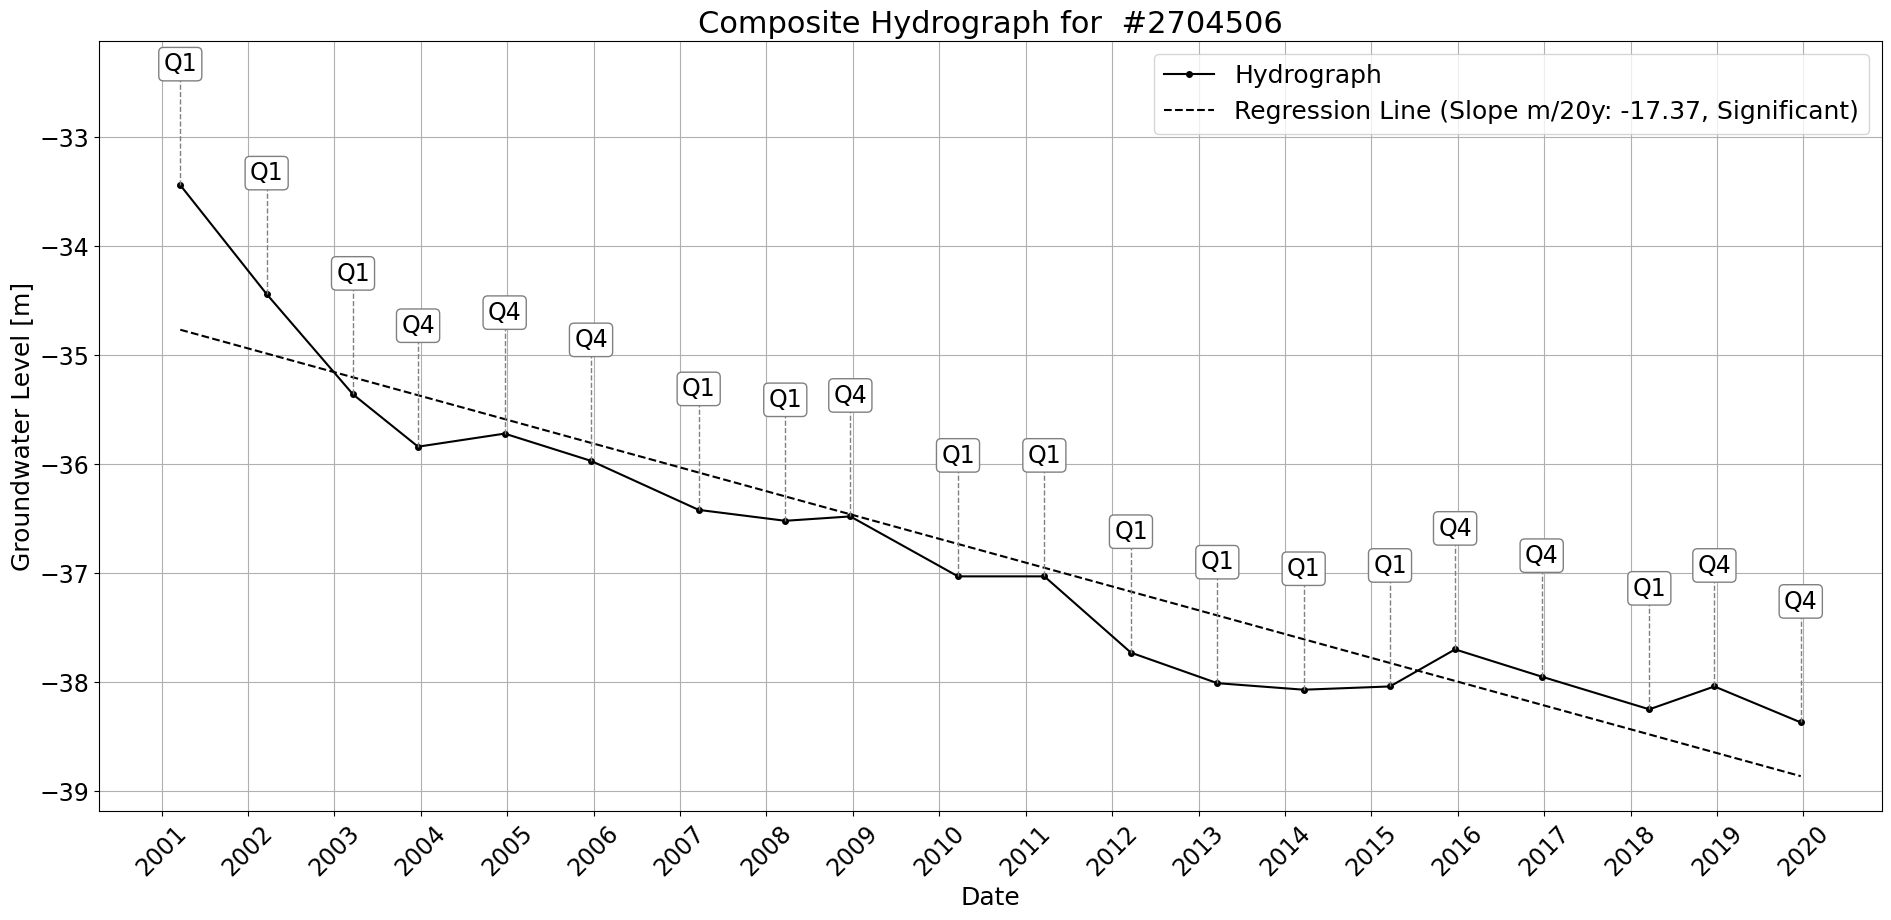 Composite Hydrograph for #2704506
Hydrograph
Regression Line (Slope m/20y: -17.37, Significant)
Groundwater Level [m]
−33
−34
−35
−36
−37
−38
−39
Q1
Q1
Q1
Q4
Q4
Q4
Q1
Q1
Q4
Q1
Q1
Q1
Q1
Q1
Q1
Q4
Q4
Q1
Q4
Q4
2001
2002
2003
2004
2005
2006
2007
2008
2009
2010
2011
2012
2013
2014
2015
2016
2017
2018
2019
2020
Date